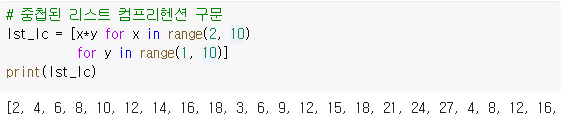 # 중첩된 리스트 컴프리헨션 구문
lst_lc = [x*y for x in range(2, 10)
for y in range(1, 10)]
print(lst_lc)
[2, 4, 6, 8, 10, 12, 14, 16, 18, 3, 6, 9, 12, 15, 18, 21, 24, 27, 4, 8, 12, 16,